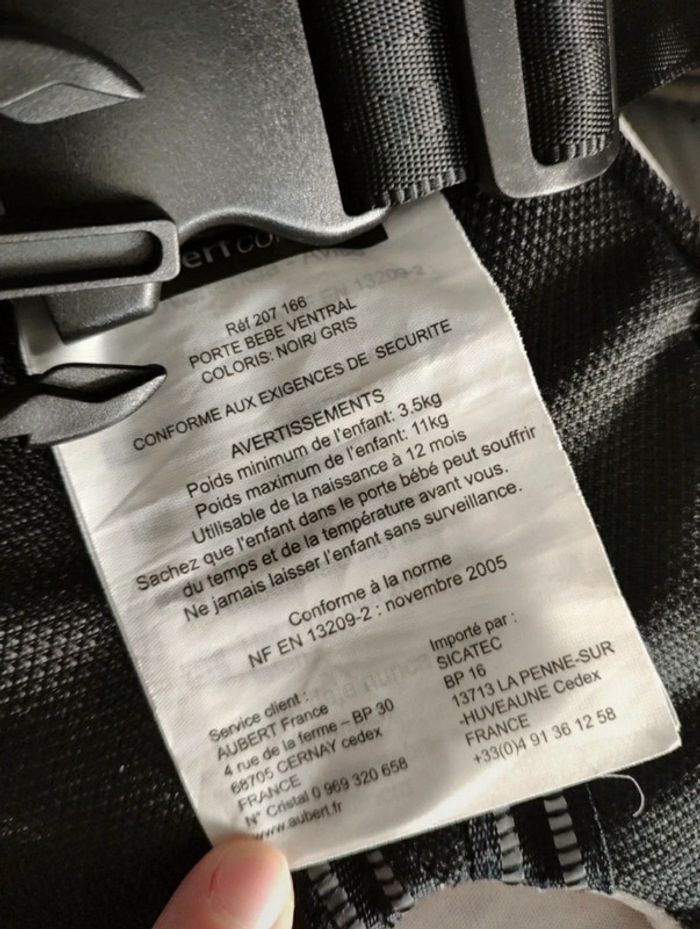 Réf 207 166
PORTE BEBE VENTRAL
COLORIS: NOIR/ GRIS
CONFORME AUX EXIGENCES DE SECURITE
AVERTISSEMENTS
Poids minimum de l'enfant: 3,5kg
Poids maximum de l'enfant: 11kg
Utilisable de la naissance à 12 mois
Sachez que l'enfant dans le porte bébé peut souffrir
du temps et de la température avant vous.
Ne jamais laisser l'enfant sans surveillance.
Conforme à la norme
NF EN 13209-2 : novembre 2005
Service client :
AUBERT France
4 rue de la ferme – BP 30
68705 CERNAY cedex
FRANCE
N° Cristal 0 969 320 658
www.aubert.fr
Importé par :
SICATEC
BP 16
13713 LA PENNE-SUR
-HUVEAUNE Cedex
FRANCE
+33(0)4 91 36 12 58